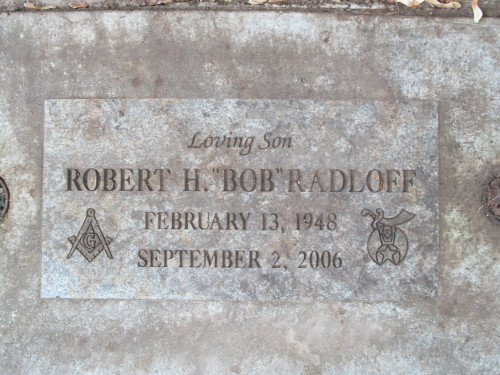 Loving Son
ROBERT H. "BOB" RADLOFF
FEBRUARY 13, 1948
SEPTEMBER 2, 2006
G